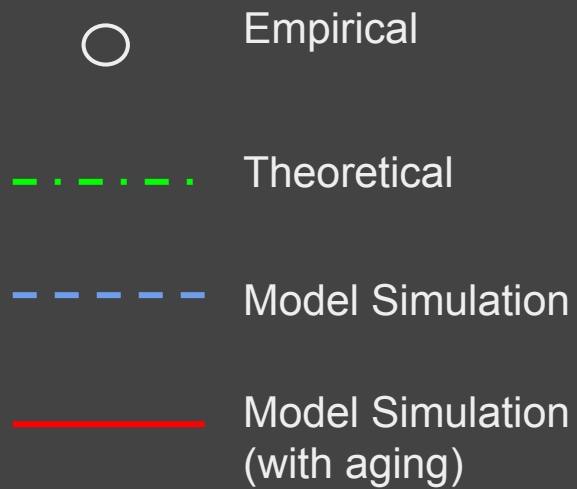 Empirical
Theoretical
Model Simulation
Model Simulation
(with aging)